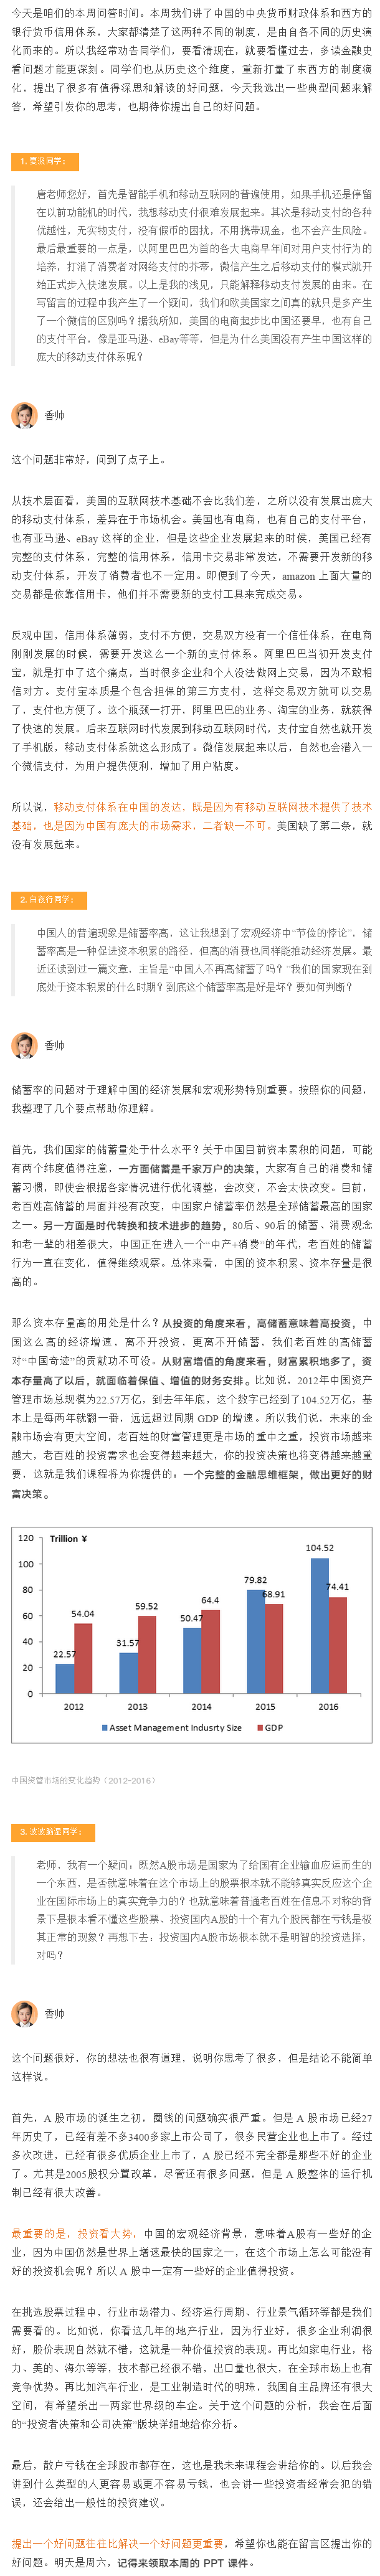 今天是咱们的本周问答时间。本周我们讲了中国的中央货币财政体系和西方的
银行货币信用体系，大家都清楚了这两种不同的制度，是由自各不同的历史演
化而来的。所以我经常劝告同学们，要看清现在，就要看懂过去，多读金融史
看问题才能更深刻。同学们也从历史这个维度，重新打量了东西方的制度演
化，提出了很多有值得深思和解读的好问题，今天我选出一些典型问题来解
答，希望引发你的思考，也期待你提出自己的好问题。
1. 夏派同学：
唐老师您好，首先是智能手机和移动互联网的普遍使用，如果手机还是停留
在以前功能机的时代，我想移动支付很难发展起来。其次是移动支付的各种
优越性，无实物支付，没有假币的困扰，不用携带现金，也不会产生风险。
最后最重要的一点是，以阿里巴巴为首的各大电商早年间对用户支付行为的
培养，打消了消费者对网络支付的芥蒂，微信产生之后移动支付的模式就开
始正式步入快速发展。以上是我的浅见，只能解释移动支付发展的由来。在
写留言的过程中我产生了一个疑问，我们和欧美国家之间真的就只是多产生
了一个微信的区别吗？据我所知，美国的电商起步比中国还要早，也有自己
的支付平台，像是亚马逊、eBay等等，但是为什么美国没有产生中国这样的
庞大的移动支付体系呢？
香帅
这个问题非常好，问到了点子上。
从技术层面看，美国的互联网技术基础不会比我们差，之所以没有发展出庞大
的移动支付体系，差异在于市场机会。美国也有电商，也有自己的支付平台，
也有亚马逊、eBay 这样的企业，但是这些企业发展起来的时候，美国已经有
完整的支付体系，完整的信用体系，信用卡交易非常发达，不需要开发新的移
动支付体系，开发了消费者也不一定用。即便到了今天，amazon 上面大量的
交易都是依靠信用卡，他们并不需要新的支付工具来完成交易。
反观中国，信用体系薄弱，支付不方便，交易双方没有一个信任体系，在电商
刚刚发展的时候，需要开发这么一个新的支付体系。阿里巴巴当初开发支付
宝，就是打中了这个痛点，当时很多企业和个人没法做网上交易，因为不敢相
信对方。支付宝本质是个包含担保的第三方支付，这样交易双方就可以交易
了，支付也方便了。这个瓶颈一打开，阿里巴巴的业务、淘宝的业务，就获得
了快速的发展。后来互联网时代发展到移动互联网时代，支付宝自然也就开发
了手机版，移动支付体系就这么形成了。微信发展起来以后，自然也会潜入一
个微信支付，为用户提供便利，增加了用户粘度。
所以说，移动支付体系在中国的发达，既是因为有移动互联网技术提供了技术
基础，也是因为中国有庞大的市场需求，二者缺一不可。美国缺了第二条，就
没有发展起来。
2. 白夜行同学：
中国人的普遍现象是储蓄率高，这让我想到了宏观经济中“节俭的悖论”，储
蓄率高是一种促进资本积累的路径，但高的消费也同样能推动经济发展。最
近还读到过一篇文章，主旨是“中国人不再高储蓄了吗？”我们的国家现在到
底处于资本积累的什么时期？到底这个储蓄率高是好是坏？要如何判断？
香帅
储蓄率的问题对于理解中国的经济发展和宏观形势特别重要。按照你的问题，
我整理了几个要点帮助你理解。
首先，我们国家的储蓄量处于什么水平？关于中国目前资本累积的问题，可能
有两个纬度值得注意，一方面储蓄是千家万户的决策，大家有自己的消费和储
蓄习惯，即使会根据各家情况进行优化调整，会改变，不会太快改变。目前，
老百姓高储蓄的局面并没有改变，中国家户储蓄率仍然是全球储蓄最高的国家
之一。另一方面是时代转换和技术进步的趋势，80后、90后的储蓄、消费观念
和老一辈的相差很大，中国正在进入一个“中产+消费”的年代，老百姓的储蓄
行为一直在变化，值得继续观察。总体来看，中国的资本累积、资本存量是很
高的。
那么资本存量高的用处是什么？从投资的角度来看，高储蓄意味着高投资，中
国这么高的经济增速，离不开投资，更离不开储蓄，我们老百姓的高储蓄
对“中国奇迹”的贡献功不可没。从财富增值的角度来看，财富累积地多了，资
本存量高了以后，就面临着保值、增值的财务安排。比如说，2012年中国资产
管理市场总规模为22.57万亿，到去年年底，这个数字已经到了104.52万亿，基
本上是每两年就翻一番，远远超过同期 GDP 的增速。所以我们说，未来的金
融市场会有更大空间，老百姓的财富管理更是市场的重中之重，投资市场越来
越大，老百姓的投资需求也会变得越来越大，你的投资决策也将变得越来越重
要，这就是我们课程将为你提供的：一个完整的金融思维框架，做出更好的财
富决策。
Trillion ¥
120
100
80
60
40
20
0
22.57
54.04
31.57
59.52
50.47
64.4
79.82
68.91
104.52
74.41
2012 2013 2014 2015 2016
Asset Management Indusrty Size GDP
中国资管市场的变化趋势（2012-2016）
3. 波波猫湿同学：
老师，我有一个疑问：既然A股市场是国家为了给国有企业输血应运而生的
一个东西，是否就意味着在这个市场上的股票根本就不能够真实反应这个企
业在国际市场上的真实竞争力的？也就意味着普通老百姓在信息不对称的背
景下是根本看不懂这些股票、投资国内A股的十个有九个股民都在亏钱是极
其正常的现象？再想下去：投资国内A股市场根本就不是明智的投资选择，
对吗？
香帅
这个问题很好，你的想法也很有道理，说明你思考了很多，但是结论不能简单
这样说。
首先，A 股市场的诞生之初，圈钱的问题确实很严重。但是 A 股市场已经27
年历史了，已经有差不多3400多家上市公司了，很多民营企业也上市了。经过
多次改进，已经有很多优质企业上市了，A 股已经不完全都是那些不好的企业
了。尤其是2005股权分置改革，尽管还有很多问题，但是 A 股整体的运行机
制已经有很大改善。
最重要的是，投资看大势，中国的宏观经济背景，意味着A股有一些好的企
业，因为中国仍然是世界上增速最快的国家之一，在这个市场上怎么可能没有
好的投资机会呢？所以 A 股中一定有一些好的企业值得投资。
在挑选股票过程中，行业市场潜力、经济运行周期、行业景气循环等都是我们
需要看的。比如说，你看这几年的地产行业，因为行业好，很多企业利润很
好，股价表现自然就不错，这就是一种价值投资的表现。再比如家电行业，格
力、美的、海尔等等，技术都已经很不错，出口量也很大，在全球市场上也有
竞争优势。再比如汽车行业，是工业制造时代的明珠，我国自主品牌还有很大
空间，有希望杀出一两家世界级的车企。关于这个问题的分析，我会在后面
的“投资者决策和公司决策”版块详细地给你分析。
最后，散户亏钱在全球股市都存在，这也是我未来课程会讲给你的。以后我会
讲到什么类型的人更容易或更不容易亏钱，也会讲一些投资者经常会犯的错
误，还会给出一般性的投资建议。
提出一个好问题往往比解决一个好问题更重要，希望你也能在留言区提出你的
好问题。明天是周六，记得来领取本周的 PPT 课件。